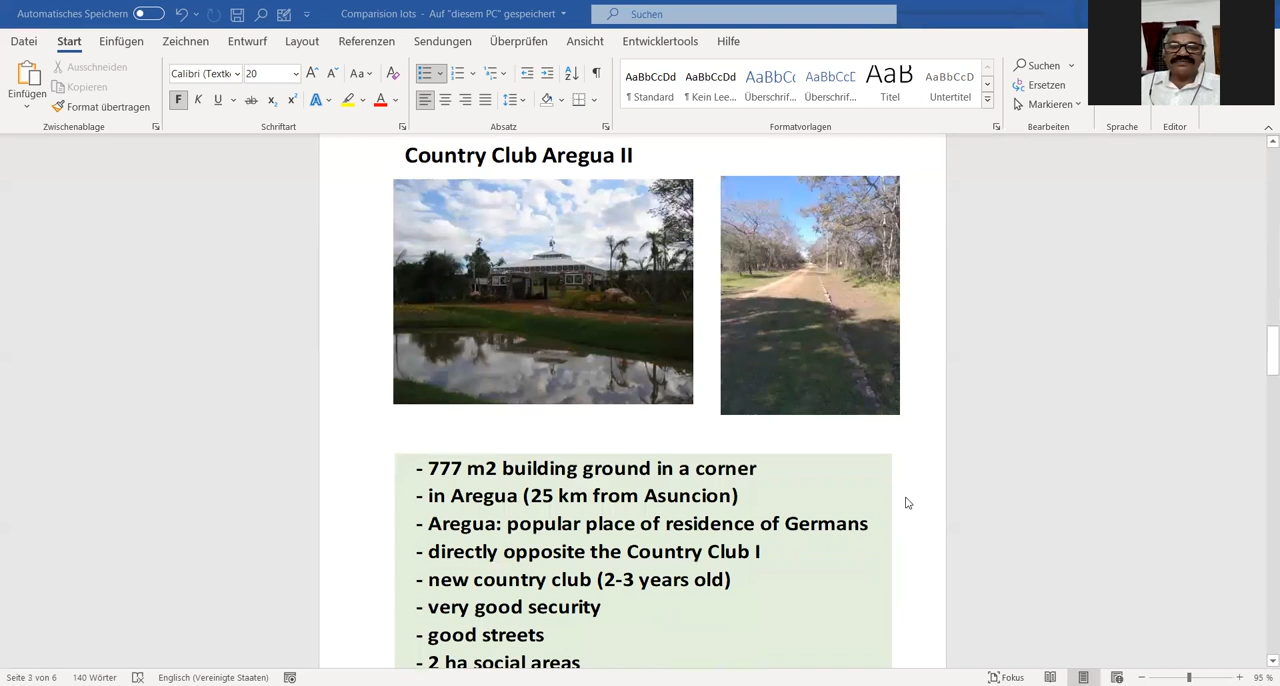 Automatisches Speichern
Comparision lots - Auf "diesem PC" gespeichert
Suchen
Datei Start Einfügen Zeichnen Entwurf Layout Referenzen Sendungen Überprüfen Ansicht Entwicklertools Hilfe
Einfügen
Ausschneiden
Kopieren
Format übertragen
Zwischenablage
Calibri (Textk 20
F K U ab x₂ x² A A
Schriftart
Absatz
AaBbCcDd AaBbCcDd AaBbCc AaBbCcD AaB AaBbCcD
¶ Standard ¶ Kein Lee... Überschrif... Überschrif... Titel Untertitel
Formatvorlagen
Suchen
Ersetzen
Markieren
Bearbeiten
Sprache
Editor
Country Club Aregua II
- 777 m2 building ground in a corner
- in Aregua (25 km from Asuncion)
- Aregua: popular place of residence of Germans
- directly opposite the Country Club I
- new country club (2-3 years old)
- very good security
- good streets
- 2 ha social areas
Seite 3 von 6 140 Wörter Englisch (Vereinigte Staaten) Fokus 95 %